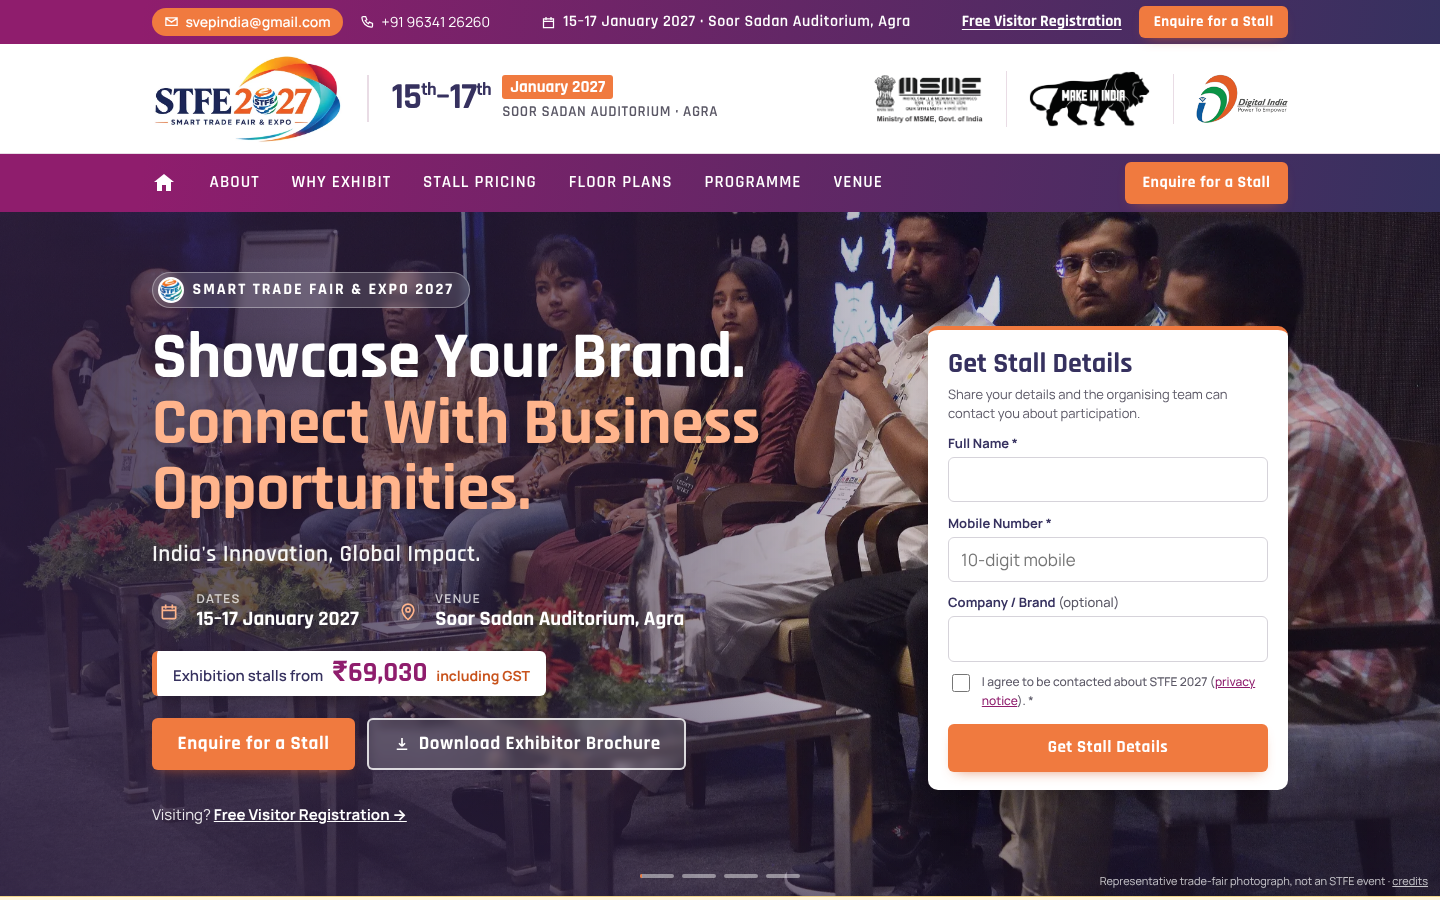 svepindia@gmail.com
+91 96341 26260
15–17 January 2027 · Soor Sadan Auditorium, Agra
Free Visitor Registration
Enquire for a Stall
STFE2027
SMART TRADE FAIR & EXPO
15th–17th
January 2027
SOOR SADAN AUDITORIUM · AGRA
MSME
Ministry of MSME, Govt. of India
MAKE IN INDIA
Digital India
Power To Empower
ABOUT
WHY EXHIBIT
STALL PRICING
FLOOR PLANS
PROGRAMME
VENUE
Enquire for a Stall
STFE
SMART TRADE FAIR & EXPO 2027
Showcase Your Brand.
Connect With Business
Opportunities.
India's Innovation, Global Impact.
DATES
15–17 January 2027
VENUE
Soor Sadan Auditorium, Agra
Exhibition stalls from ₹69,030 including GST
Enquire for a Stall
Download Exhibitor Brochure
Visiting? Free Visitor Registration →
Get Stall Details
Share your details and the organising team can
contact you about participation.
Full Name *
Mobile Number *
10-digit mobile
Company / Brand (optional)
I agree to be contacted about STFE 2027 (privacy
notice). *
Get Stall Details
Representative trade-fair photograph, not an STFE event · credits